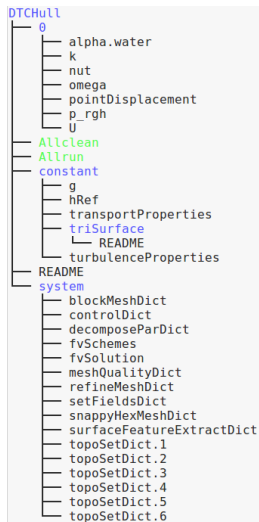 DTCHull
0
alpha.water
k
nut
omega
pointDisplacement
p_rgh
U
Allclean
Allrun
constant
g
hRef
transportProperties
triSurface
README
turbulenceProperties
README
system
blockMeshDict
controlDict
decomposeParDict
fvSchemes
fvSolution
meshQualityDict
refineMeshDict
setFieldsDict
snappyHexMeshDict
surfaceFeatureExtractDict
topoSetDict.1
topoSetDict.2
topoSetDict.3
topoSetDict.4
topoSetDict.5
topoSetDict.6